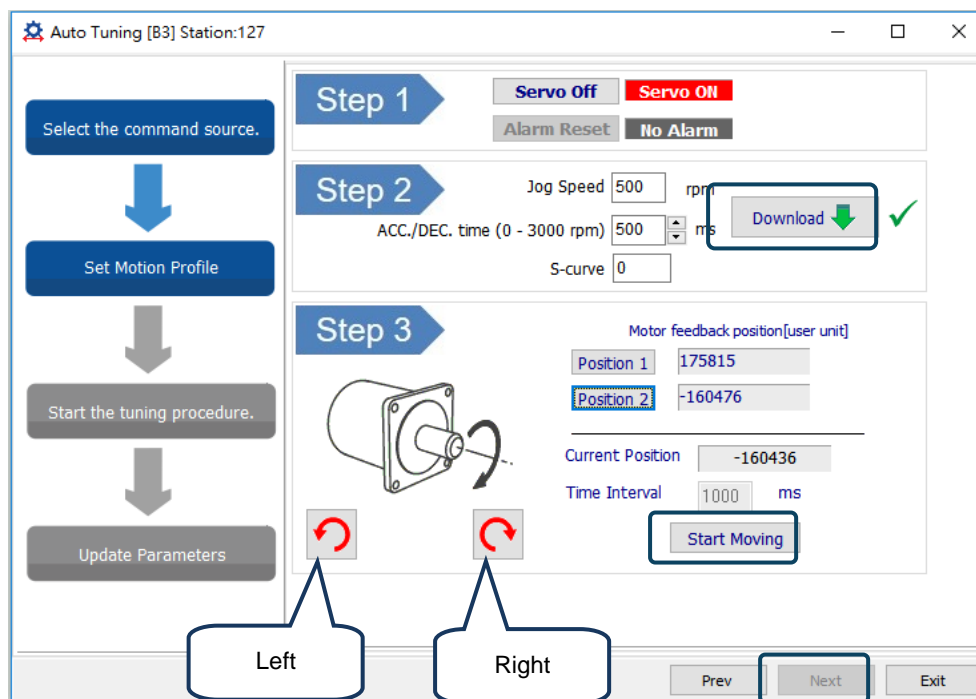 Auto Tuning [B3] Station:127
Select the command source.
Set Motion Profile
Start the tuning procedure.
Update Parameters
Step 1
Servo Off Servo ON
Alarm Reset No Alarm
Step 2
Jog Speed 500 rpm
ACC./DEC. time (0 - 3000 rpm) 500 ms
S-curve 0
Download
Step 3
Motor feedback position[user unit]
Position 1 175815
Position 2 -160476
Current Position -160436
Time Interval 1000 ms
Start Moving
Left
Right
Prev Next Exit